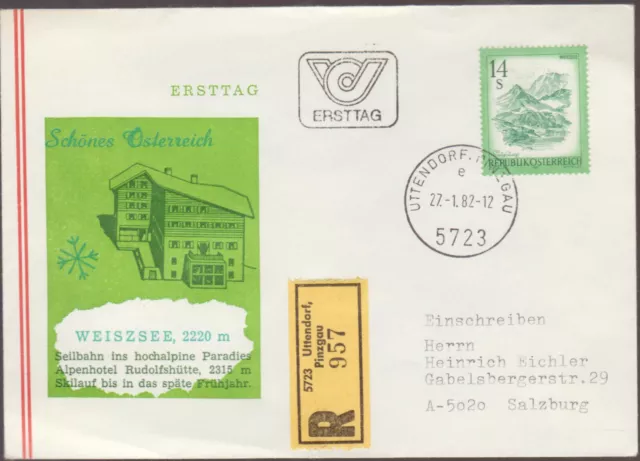 ERSTTAG
Schönes Österreich
WEISZSEE, 2220 m
Seilbahn ins hochalpine Paradies
Alpenhotel Rudolfshütte, 2315 m
Skilauf bis in das späte Frühjahr.
ERSTTAG
14
S
REPUBLIK ÖSTERREICH
UTTENDORF, PINZGAU
e
27.-1.82-12
5723
5723 Uttendorf,
Pinzgau
957
R
Einschreiben
Herrn
Heinrich Eichler
Gabelsbergerstr.29
A-5020 Salzburg